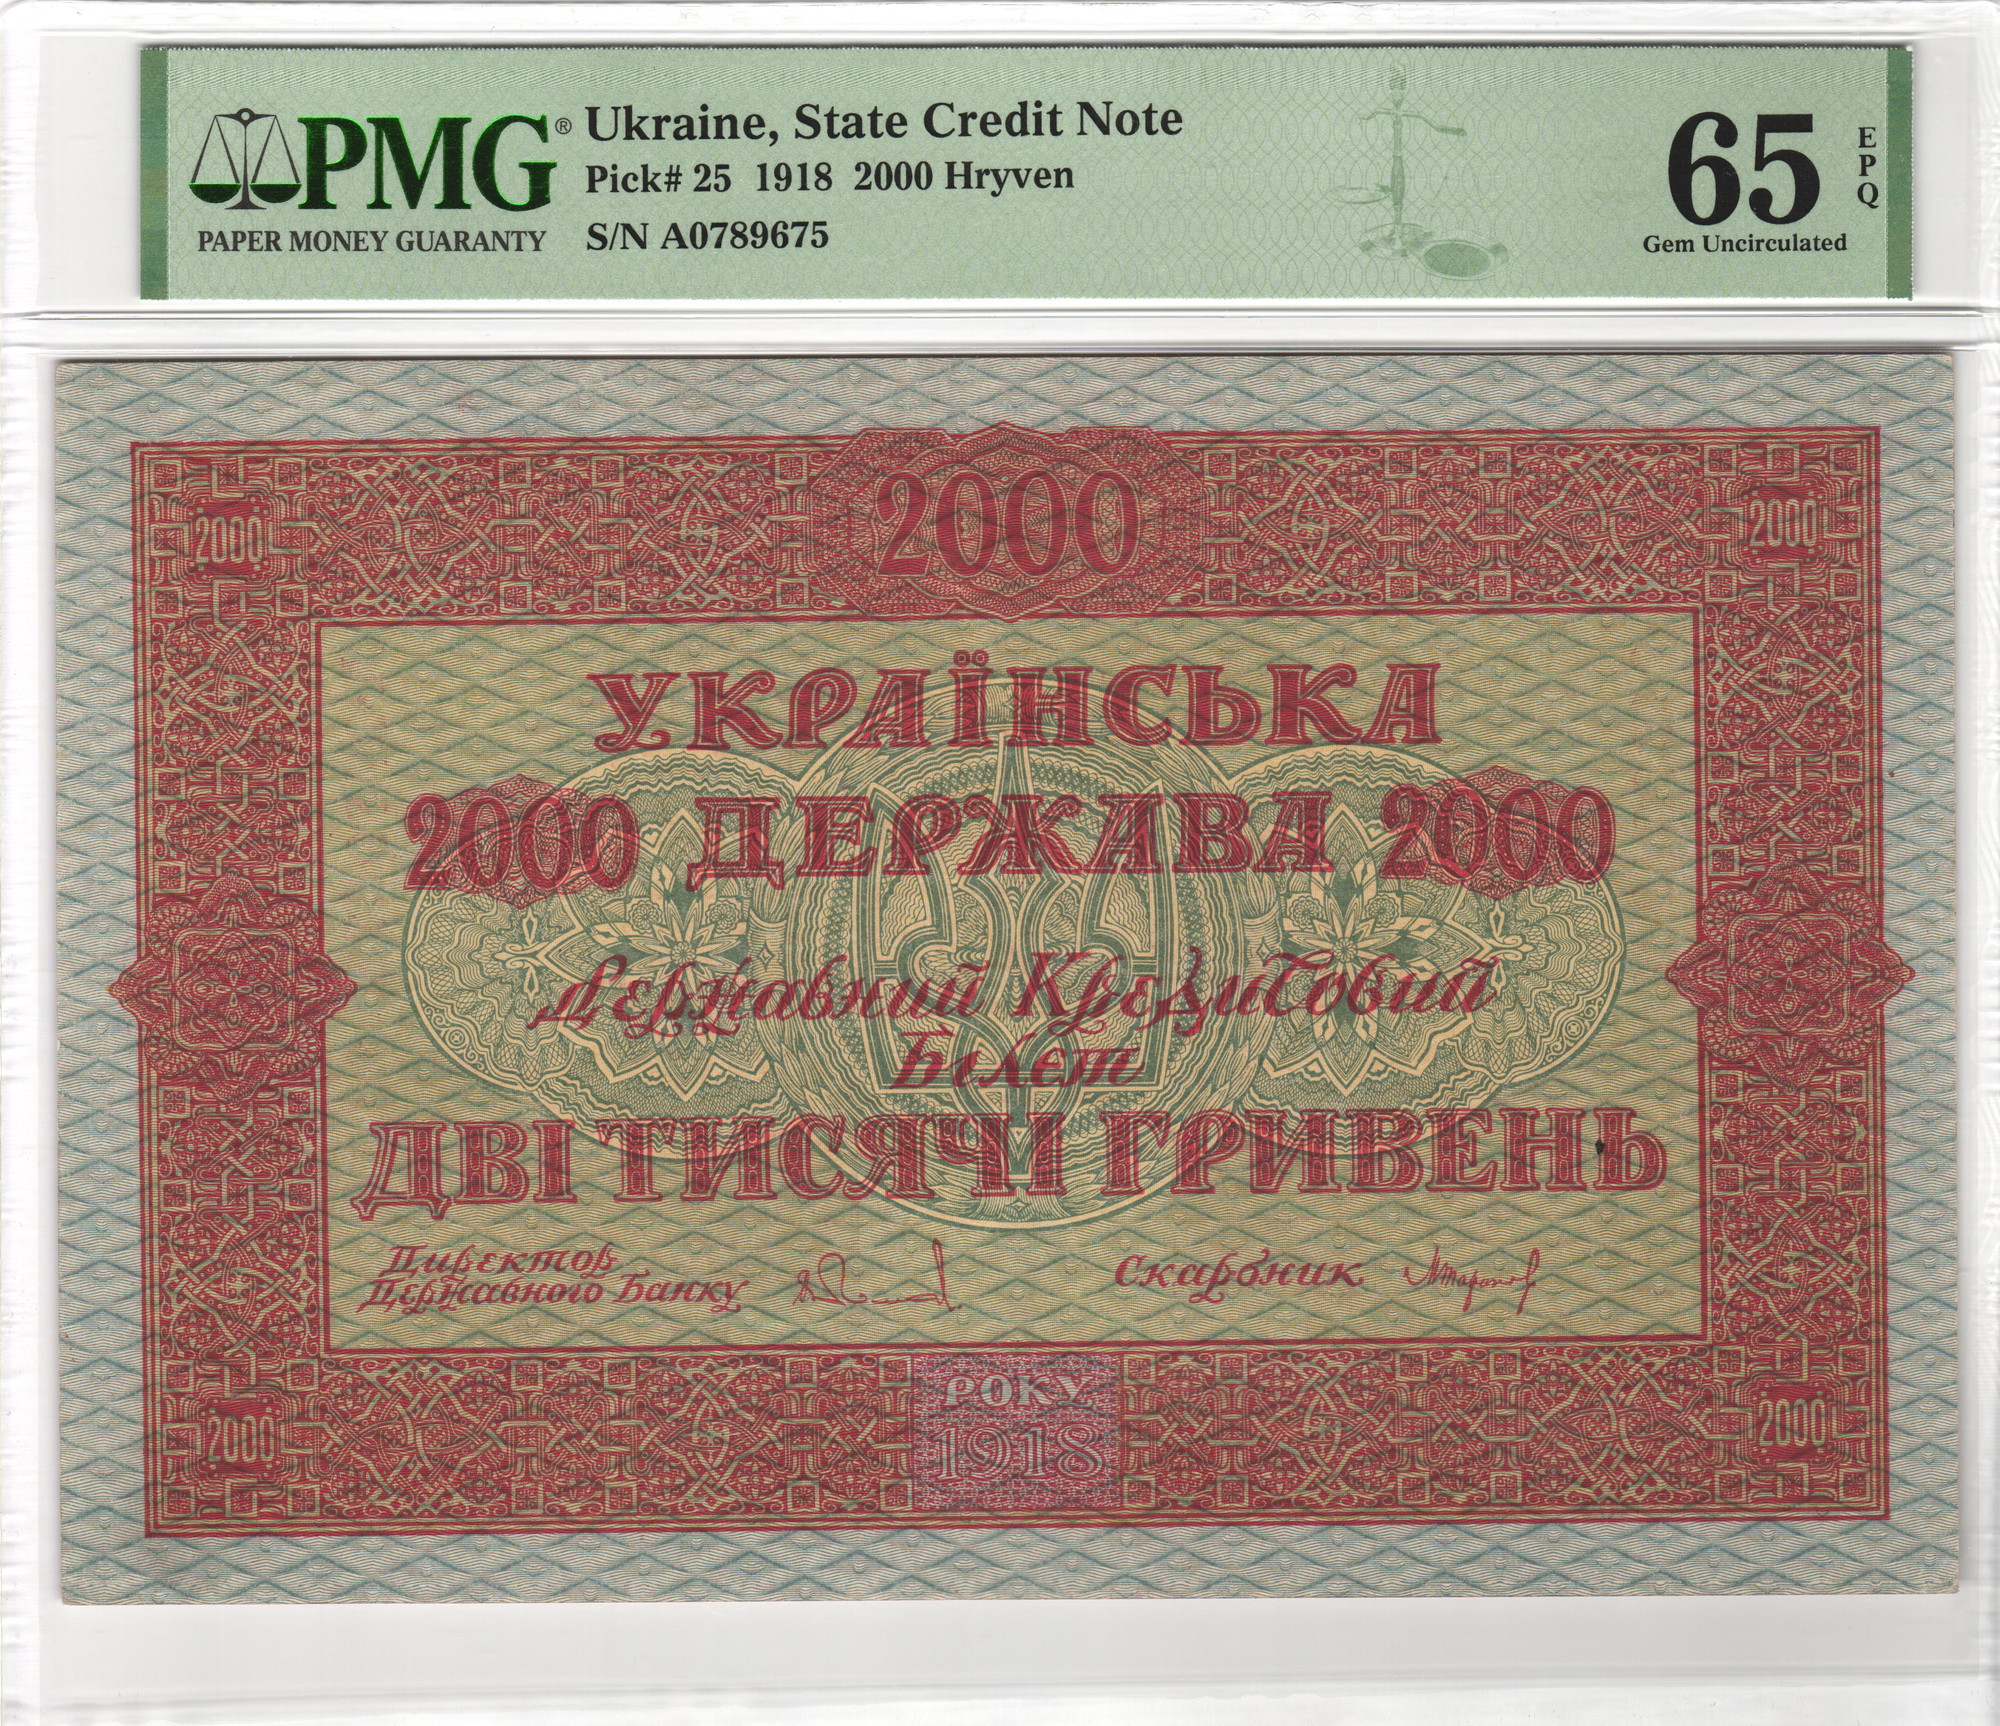 PMG®
PAPER MONEY GUARANTY
Ukraine, State Credit Note
Pick# 25 1918 2000 Hryven
S/N A0789675
65
EPQ
Gem Uncirculated
2000
2000 2000
УКРАЇНСЬКА
2000 ДЕРЖАВА 2000
Державний Кредитовий
Білет
ДВІ ТИСЯЧІ ГРИВЕНЬ
Директор
Державного Банку
Скарбник
2000 2000
РОКУ
1918